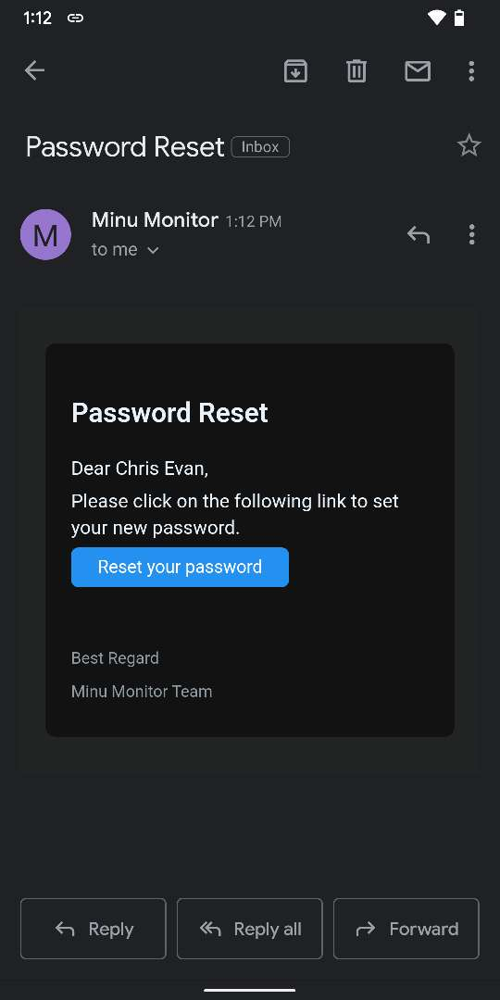 1:12
Password Reset Inbox
M
Minu Monitor 1:12 PM
to me
Password Reset
Dear Chris Evan,
Please click on the following link to set
your new password.
Reset your password
Best Regard
Minu Monitor Team
Reply Reply all Forward